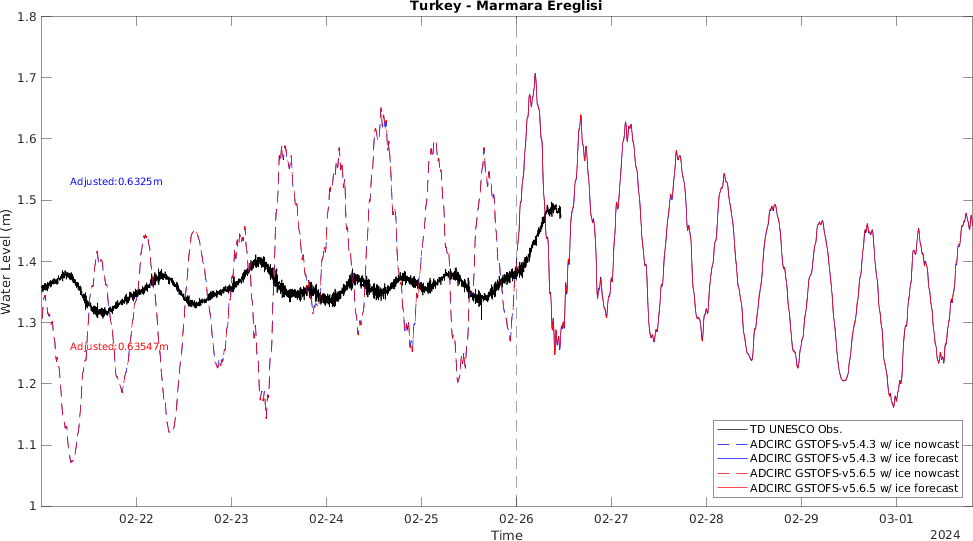 Turkey - Marmara Ereglisi
1.8
1.7
1.6
1.5
1.4
1.3
1.2
1.1
1
Water Level (m)
Adjusted:0.6325m
Adjusted:0.63547m
TD UNESCO Obs.
ADCIRC GSTOFS-v5.4.3 w/ ice nowcast
ADCIRC GSTOFS-v5.4.3 w/ ice forecast
ADCIRC GSTOFS-v5.6.5 w/ ice nowcast
ADCIRC GSTOFS-v5.6.5 w/ ice forecast
02-22 02-23 02-24 02-25 02-26 02-27 02-28 02-29 03-01
Time
2024